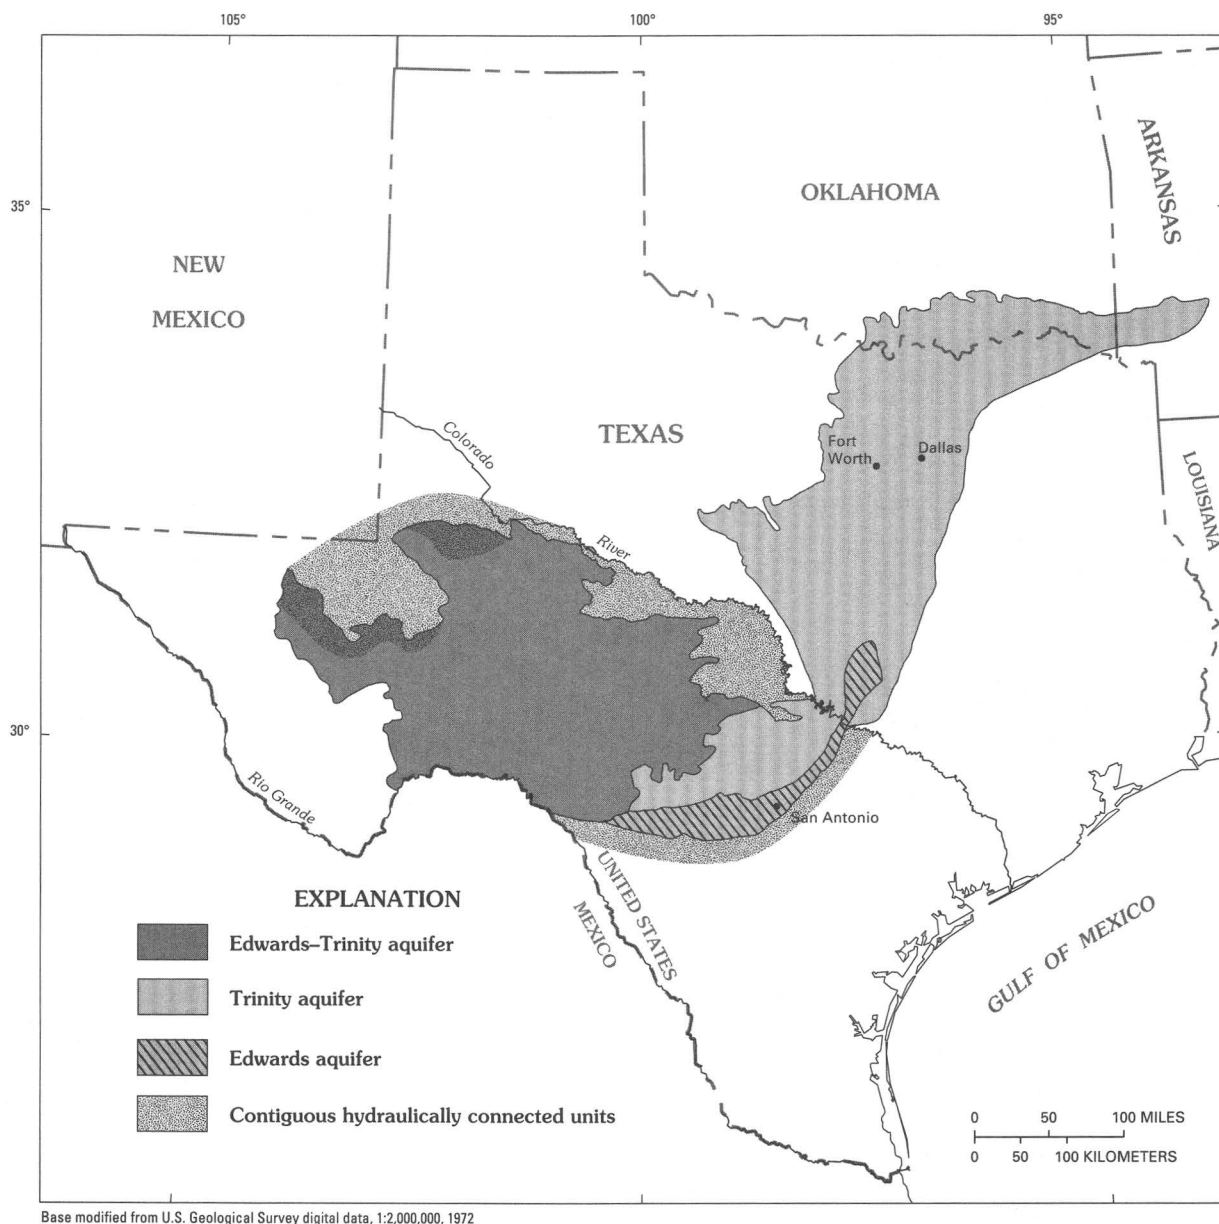 105°
100°
95°
35°
30°
NEW
MEXICO
OKLAHOMA
ARKANSAS
TEXAS
Colorado
River
Fort
Worth
Dallas
LOUISIANA
Rio Grande
San Antonio
UNITED STATES
MEXICO
GULF OF MEXICO
EXPLANATION
Edwards–Trinity aquifer
Trinity aquifer
Edwards aquifer
Contiguous hydraulically connected units
0 50 100 MILES
0 50 100 KILOMETERS
Base modified from U.S. Geological Survey digital data, 1:2,000,000, 1972